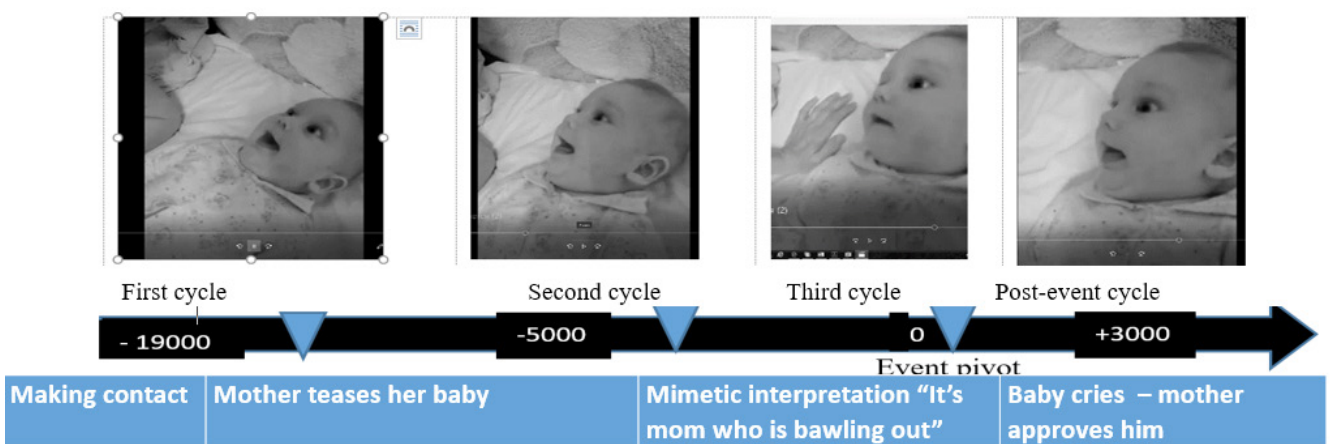 (2)
First cycle
Second cycle
Third cycle
Post-event cycle
- 19000
-5000
0
+3000
Event pivot
Making contact
Mother teases her baby
Mimetic interpretation “It’s
mom who is bawling out”
Baby cries – mother
approves him